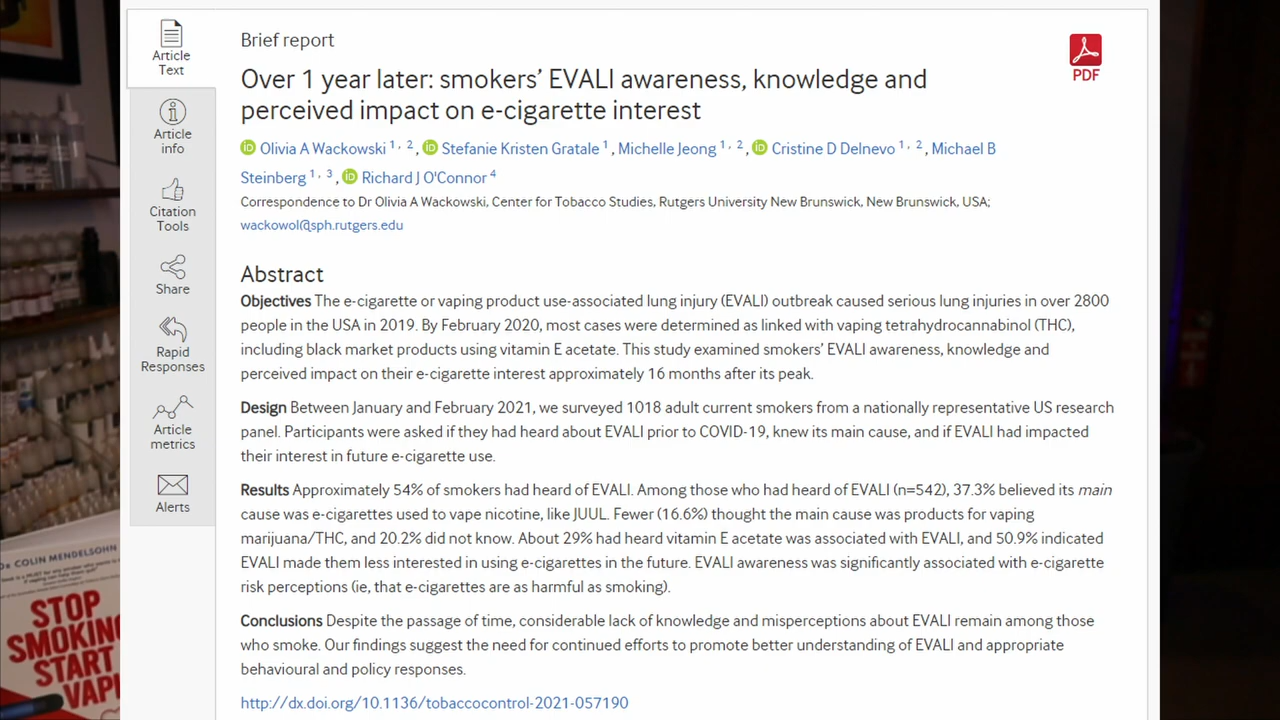 Article
Text
Article
info
Citation
Tools
Share
Rapid
Responses
Article
metrics
Alerts
Brief report
PDF
Over 1 year later: smokers’ EVALI awareness, knowledge and
perceived impact on e-cigarette interest
iD Olivia A Wackowski 1, 2, iD Stefanie Kristen Gratale 1, Michelle Jeong 1, 2, iD Cristine D Delnevo 1, 2, Michael B
Steinberg 1, 3, iD Richard J O'Connor 4
Correspondence to Dr Olivia A Wackowski, Center for Tobacco Studies, Rutgers University New Brunswick, New Brunswick, USA;
wackowol@sph.rutgers.edu
Abstract
Objectives The e-cigarette or vaping product use-associated lung injury (EVALI) outbreak caused serious lung injuries in over 2800
people in the USA in 2019. By February 2020, most cases were determined as linked with vaping tetrahydrocannabinol (THC),
including black market products using vitamin E acetate. This study examined smokers’ EVALI awareness, knowledge and
perceived impact on their e-cigarette interest approximately 16 months after its peak.
Design Between January and February 2021, we surveyed 1018 adult current smokers from a nationally representative US research
panel. Participants were asked if they had heard about EVALI prior to COVID-19, knew its main cause, and if EVALI had impacted
their interest in future e-cigarette use.
Results Approximately 54% of smokers had heard of EVALI. Among those who had heard of EVALI (n=542), 37.3% believed its main
cause was e-cigarettes used to vape nicotine, like JUUL. Fewer (16.6%) thought the main cause was products for vaping
marijuana/THC, and 20.2% did not know. About 29% had heard vitamin E acetate was associated with EVALI, and 50.9% indicated
EVALI made them less interested in using e-cigarettes in the future. EVALI awareness was significantly associated with e-cigarette
risk perceptions (ie, that e-cigarettes are as harmful as smoking).
Conclusions Despite the passage of time, considerable lack of knowledge and misperceptions about EVALI remain among those
who smoke. Our findings suggest the need for continued efforts to promote better understanding of EVALI and appropriate
behavioural and policy responses.
http://dx.doi.org/10.1136/tobaccocontrol-2021-057190
COLIN MENDELSOHN
STOP
SMOKING
START
VAPI